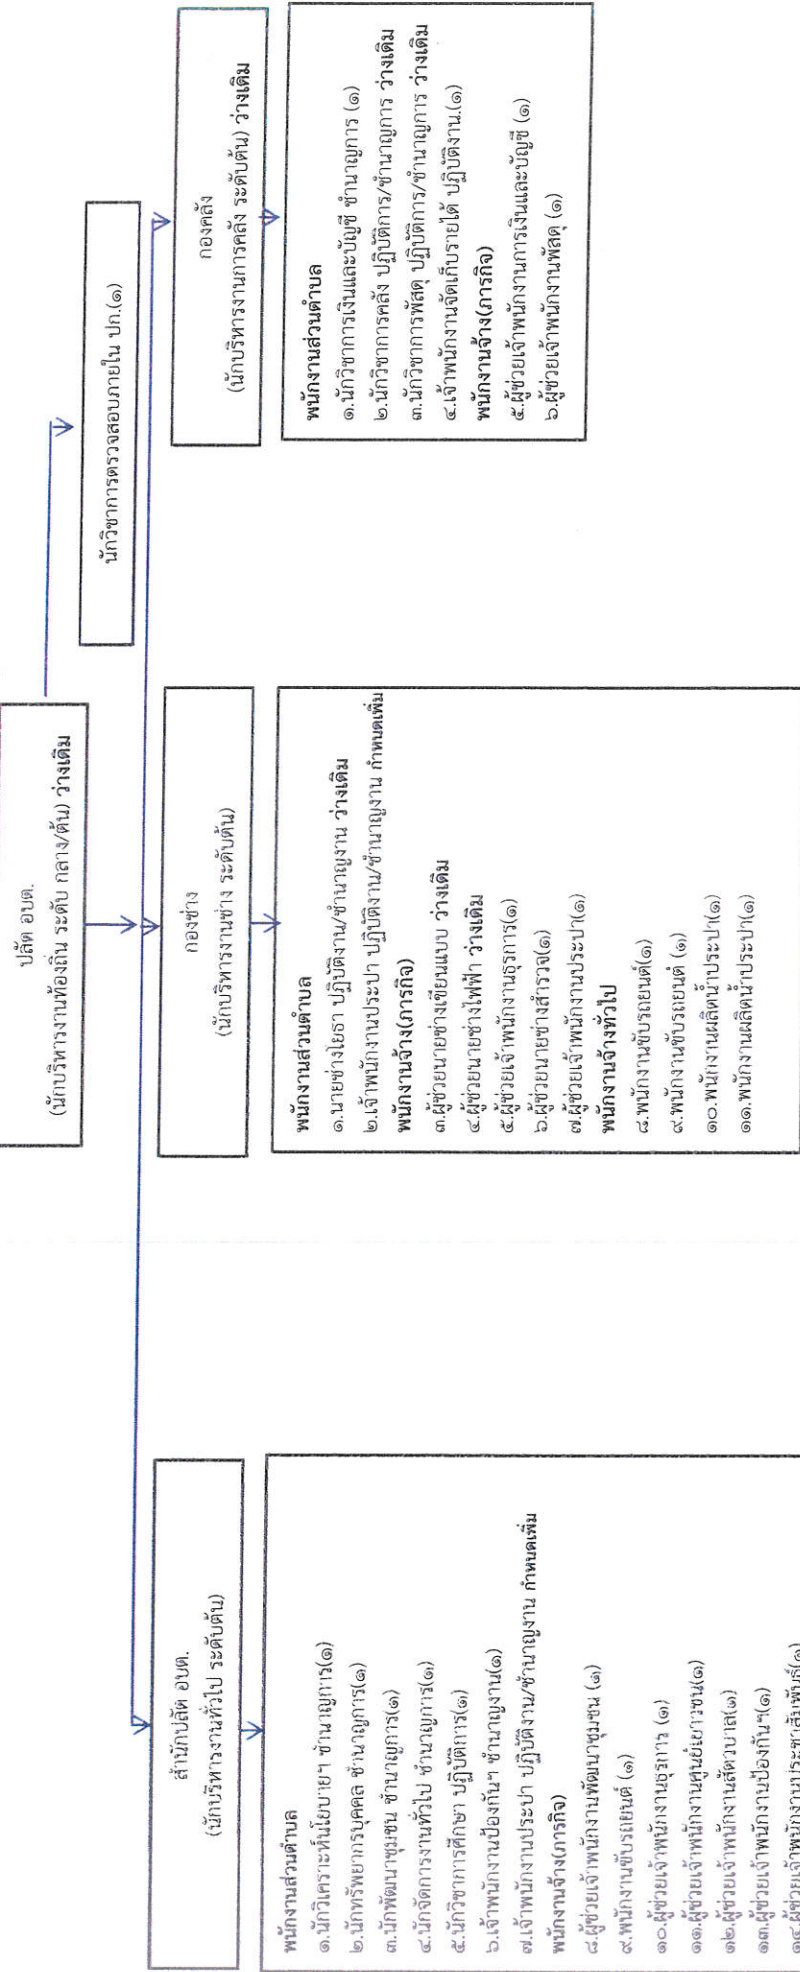 ปลัด อบต.
(นักบริหารงานท้องถิ่น ระดับ กลาง/ต้น) ว่างเดิม
นักวิชาการตรวจสอบภายใน ปก.(๑)
สำนักปลัด อบต.
(นักบริหารงานทั่วไป ระดับต้น)
พนักงานส่วนตำบล
๑.นักวิเคราะห์นโยบายฯ ชำนาญการ(๑)
๒.นักทรัพยากรบุคคล ชำนาญการ(๑)
๓.นักพัฒนาชุมชน ชำนาญการ(๑)
๔.นักจัดการงานทั่วไป ชำนาญการ(๑)
๕.นักวิชาการศึกษา ปฏิบัติการ(๑)
๖.เจ้าพนักงานป้องกันฯ ชำนาญงาน(๑)
๗.เจ้าพนักงานประปา ปฏิบัติงาน/ชำนาญงาน กำหนดเพิ่ม
พนักงานจ้าง(ภารกิจ)
๘.ผู้ช่วยเจ้าพนักงานพัฒนาชุมชน (๑)
๙.พนักงานขับรถยนต์ (๑)
๑๐.ผู้ช่วยเจ้าพนักงานธุรการ (๑)
๑๑.ผู้ช่วยเจ้าพนักงานศูนย์เยาวชน(๑)
๑๒.ผู้ช่วยเจ้าพนักงานสัตวบาล(๑)
๑๓.ผู้ช่วยเจ้าพนักงานป้องกันฯ(๑)
๑๔.ผู้ช่วยเจ้าพนักงานประชาสัมพันธ์(๑)
กองช่าง
(นักบริหารงานช่าง ระดับต้น)
พนักงานส่วนตำบล
๑.นายช่างโยธา ปฏิบัติงาน/ชำนาญงาน ว่างเดิม
๒.เจ้าพนักงานประปา ปฏิบัติงาน/ชำนาญงาน กำหนดเพิ่ม
พนักงานจ้าง(ภารกิจ)
๓.ผู้ช่วยนายช่างเขียนแบบ ว่างเดิม
๔.ผู้ช่วยนายช่างไฟฟ้า ว่างเดิม
๕.ผู้ช่วยเจ้าพนักงานธุรการ(๑)
๖.ผู้ช่วยนายช่างสำรวจ(๑)
๗.ผู้ช่วยเจ้าพนักงานประปา(๑)
พนักงานจ้างทั่วไป
๘.พนักงานขับรถยนต์(๑)
๙.พนักงานขับรถยนต์ (๑)
๑๐.พนักงานผลิตน้ำประปา(๑)
๑๑.พนักงานผลิตน้ำประปา(๑)
กองคลัง
(นักบริหารงานการคลัง ระดับต้น) ว่างเดิม
พนักงานส่วนตำบล
๑.นักวิชาการเงินและบัญชี ชำนาญการ (๑)
๒.นักวิชาการคลัง ปฏิบัติการ/ชำนาญการ ว่างเดิม
๓.นักวิชาการพัสดุ ปฏิบัติการ/ชำนาญการ ว่างเดิม
๔.เจ้าพนักงานจัดเก็บรายได้ ปฏิบัติงาน.(๑)
พนักงานจ้าง(ภารกิจ)
๕.ผู้ช่วยเจ้าพนักงานการเงินและบัญชี (๑)
๖.ผู้ช่วยเจ้าพนักงานพัสดุ (๑)